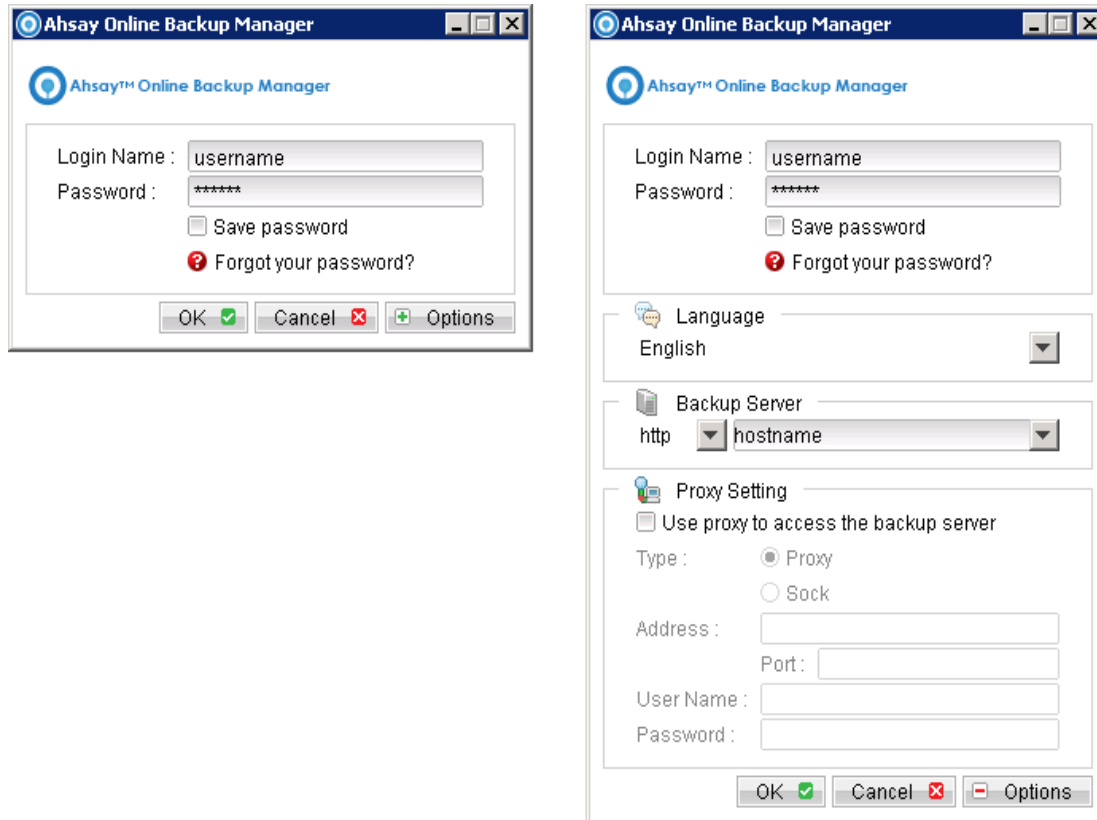 Ahsay Online Backup Manager
Ahsay™ Online Backup Manager
Login Name :
username
Password :
******
Save password
Forgot your password?
OK
Cancel
Options
Ahsay Online Backup Manager
Ahsay™ Online Backup Manager
Login Name :
username
Password :
******
Save password
Forgot your password?
Language
English
Backup Server
http
hostname
Proxy Setting
Use proxy to access the backup server
Type :
Proxy
Sock
Address :
Port :
User Name :
Password :
OK
Cancel
Options